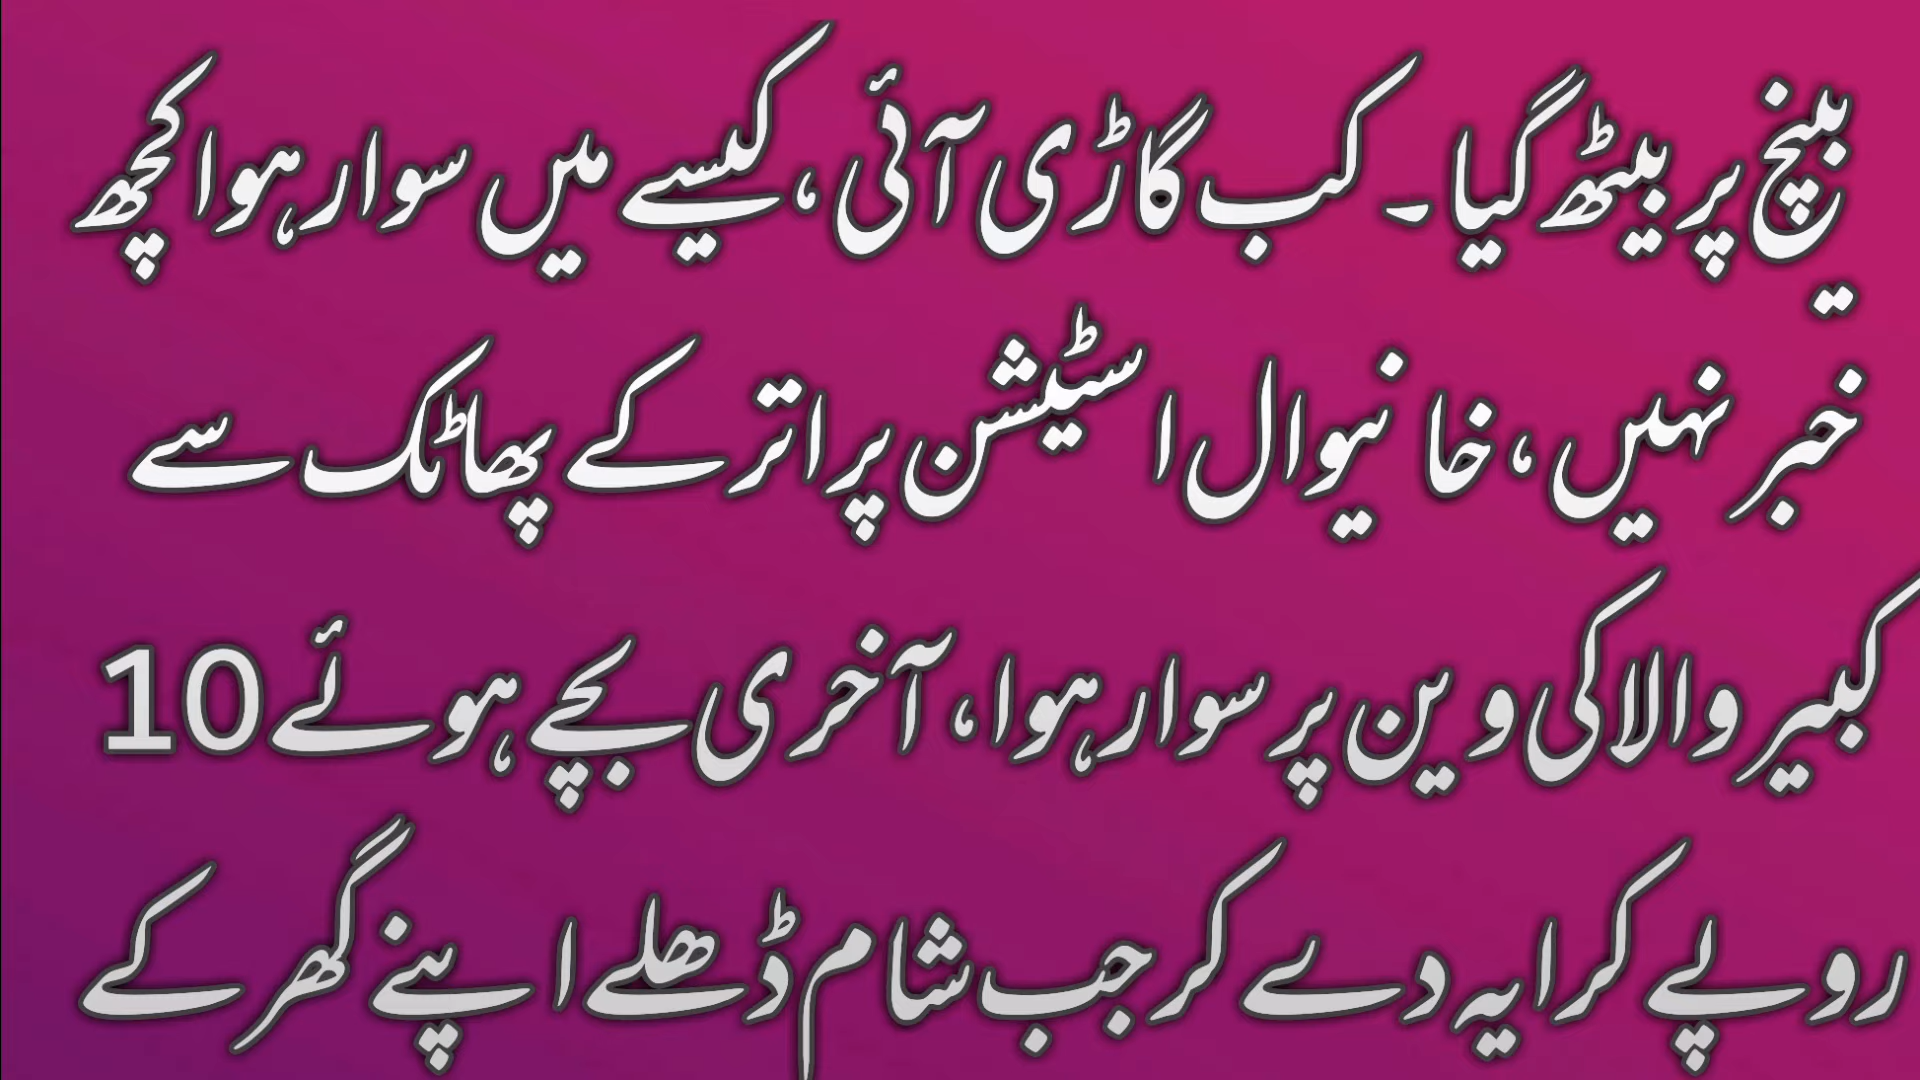 بینچ پر بیٹھ گیا۔ کب گاڑی آئی ، کیسے میں سوار ہوا کچھ
خبر نہیں ، خانیوال اسٹیشن پر اتر کے پھاٹک سے
کبیر والا کی وین پر سوار ہوا، آخری بچے ہوئے 10
روپے کرایہ دے کر جب شام ڈھلے اپنے گھر کے